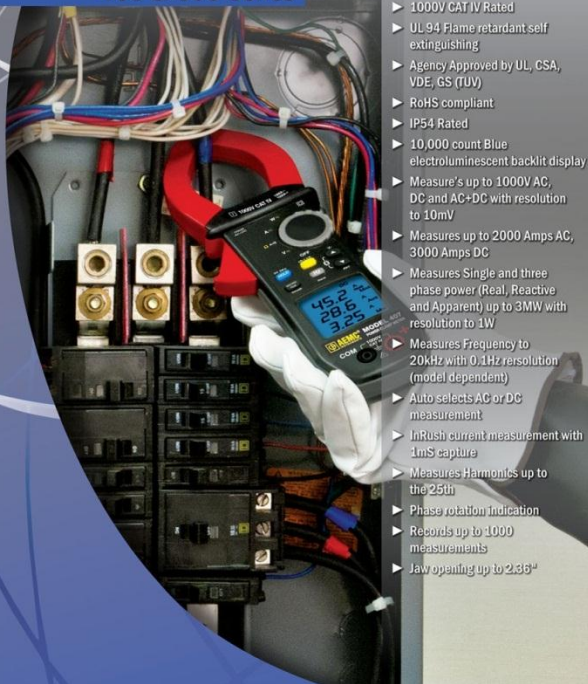 ► 1000V CAT IV Rated
► UL 94 Flame retardant self
extinguishing
► Agency Approved by UL, CSA,
VDE, GS (TUV)
► RoHS compliant
► IP54 Rated
► 10,000 count Blue
electroluminescent backlit display
► Measure's up to 1000V AC,
DC and AC+DC with resolution
to 10mV
► Measures up to 2000 Amps AC,
3000 Amps DC
► Measures Single and three
phase power (Real, Reactive
and Apparent) up to 3MW with
resolution to 1W
► Measures Frequency to
20kHz with 0.1Hz rersolution
(model dependent)
► Auto selects AC or DC
measurement
► InRush current measurement with
1mS capture
► Measures Harmonics up to
the 25th
► Phase rotation indication
► Records up to 1000
measurements
► Jaw opening up to 2.36"
1000V CAT IV
OFF
45.2
28.6
3.25
AEMC MODEL 407
COM